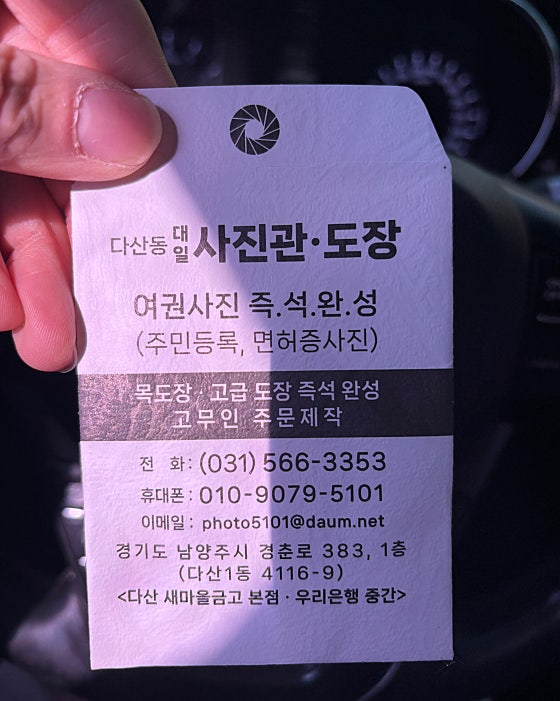 다산동 대일 사진관·도장
여권사진 즉.석.완.성
(주민등록, 면허증사진)
목도장 · 고급 도장 즉석 완성
고무인 주문제작
전 화 : (031) 566-3353
휴대폰 : 010-9079-5101
이메일 : photo5101@daum.net
경기도 남양주시 경춘로 383, 1층
(다산1동 4116-9)
<다산 새마을금고 본점 · 우리은행 중간>